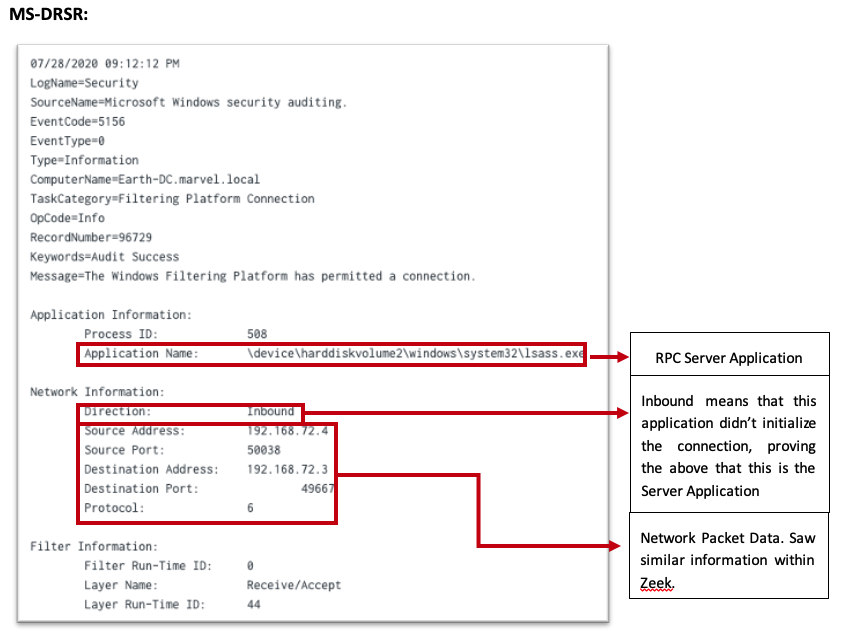 MS-DRSR:
07/28/2020 09:12:12 PM
LogName=Security
SourceName=Microsoft Windows security auditing.
EventCode=5156
EventType=0
Type=Information
ComputerName=Earth-DC.marvel.local
TaskCategory=Filtering Platform Connection
OpCode=Info
RecordNumber=96729
Keywords=Audit Success
Message=The Windows Filtering Platform has permitted a connection.
Application Information:
Process ID: 508
Application Name: \device\harddiskvolume2\windows\system32\lsass.exe
Network Information:
Direction: Inbound
Source Address: 192.168.72.4
Source Port: 50038
Destination Address: 192.168.72.3
Destination Port: 49667
Protocol: 6
Filter Information:
Filter Run-Time ID: 0
Layer Name: Receive/Accept
Layer Run-Time ID: 44
RPC Server Application
Inbound means that this
application didn’t initialize
the connection, proving
the above that this is the
Server Application
Network Packet Data. Saw
similar information within
Zeek.